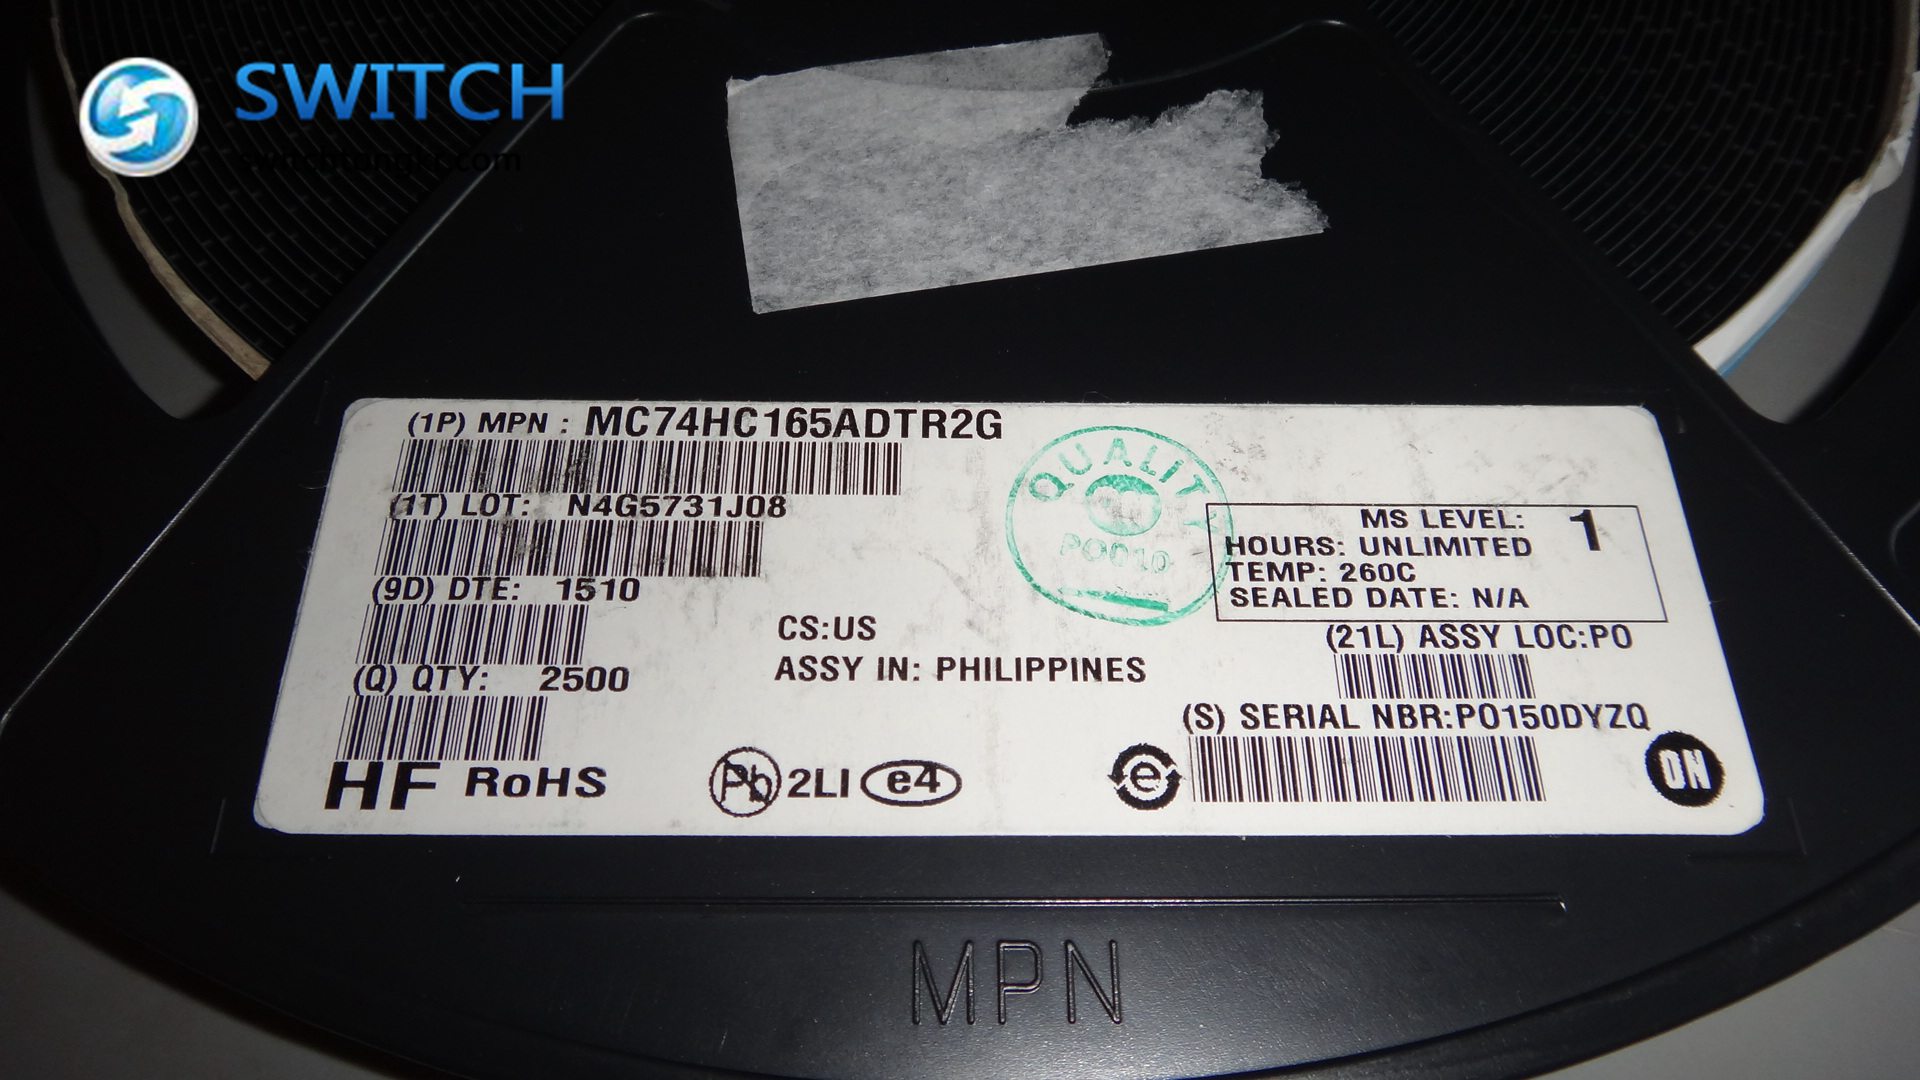 SWITCH
(1P) MPN : MC74HC165ADTR2G
(1T) LOT: N4G5731J08
(9D) DTE: 1510
(Q) QTY: 2500
HF RoHS
CS:US
ASSY IN: PHILIPPINES
Pb 2LI e4
QUALITY
PO010
MS LEVEL: 1
HOURS: UNLIMITED
TEMP: 260C
SEALED DATE: N/A
(21L) ASSY LOC:PO
(S) SERIAL NBR:PO150DYZQ
e
ON
MPN